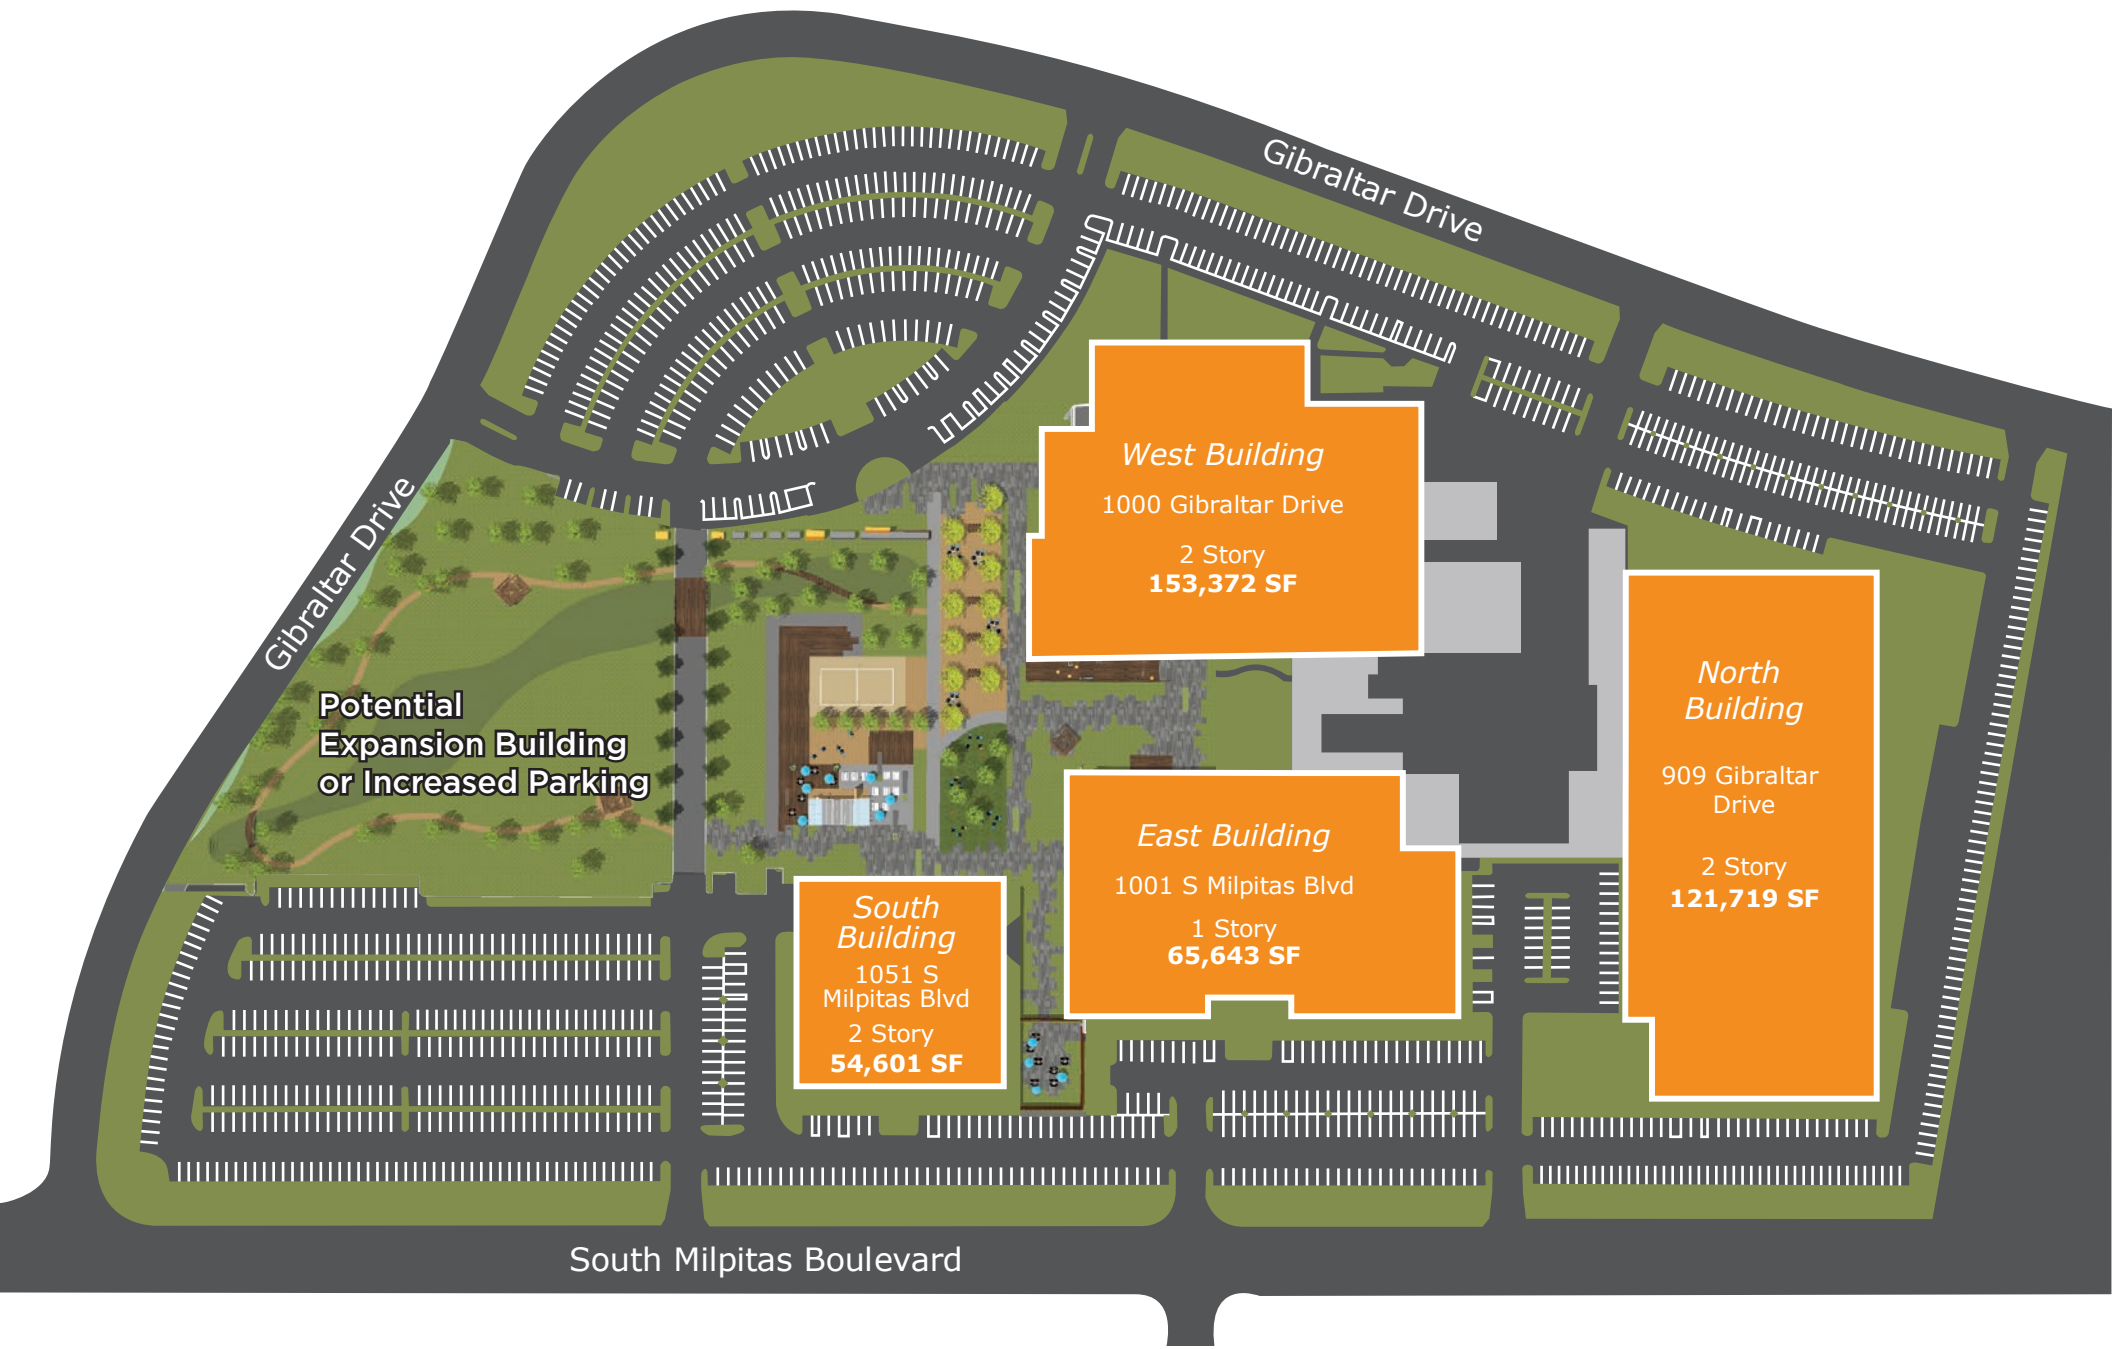 Gibraltar Drive
Gibraltar Drive
West Building
1000 Gibraltar Drive
2 Story
153,372 SF
North
Building
909 Gibraltar
Drive
2 Story
121,719 SF
Potential
Expansion Building
or Increased Parking
East Building
1001 S Milpitas Blvd
1 Story
65,643 SF
South
Building
1051 S
Milpitas Blvd
2 Story
54,601 SF
South Milpitas Boulevard